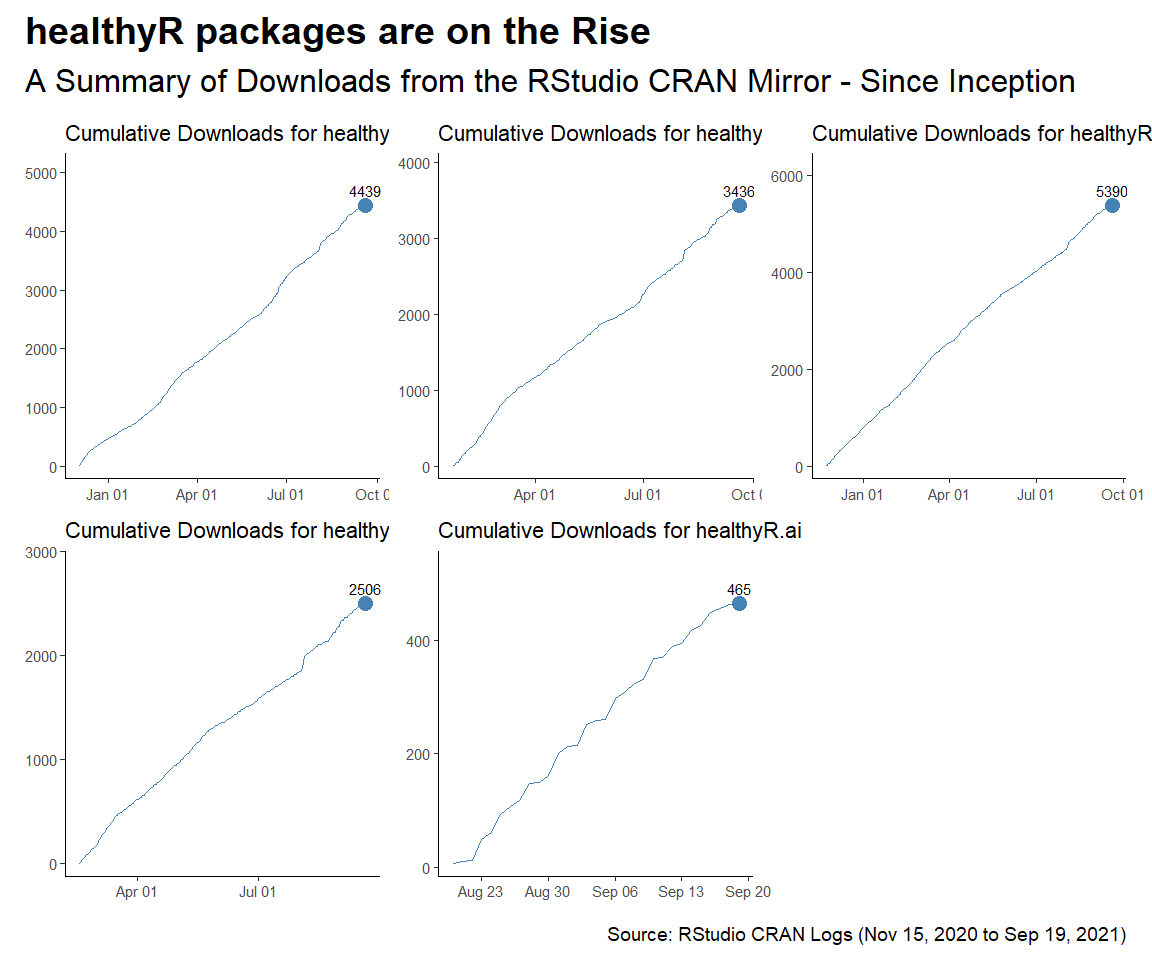 healthyR packages are on the Rise
A Summary of Downloads from the RStudio CRAN Mirror - Since Inception
Cumulative Downloads for healthy
5000
4000
3000
2000
1000
0
4439
Jan 01 Apr 01 Jul 01 Oct 0
Cumulative Downloads for healthy
4000
3000
2000
1000
0
3436
Apr 01 Jul 01 Oct 0
Cumulative Downloads for healthyR
6000
4000
2000
0
5390
Jan 01 Apr 01 Jul 01 Oct 01
Cumulative Downloads for healthy
3000
2000
1000
0
2506
Apr 01 Jul 01
Cumulative Downloads for healthyR.ai
400
200
0
465
Aug 23 Aug 30 Sep 06 Sep 13 Sep 20
Source: RStudio CRAN Logs (Nov 15, 2020 to Sep 19, 2021)